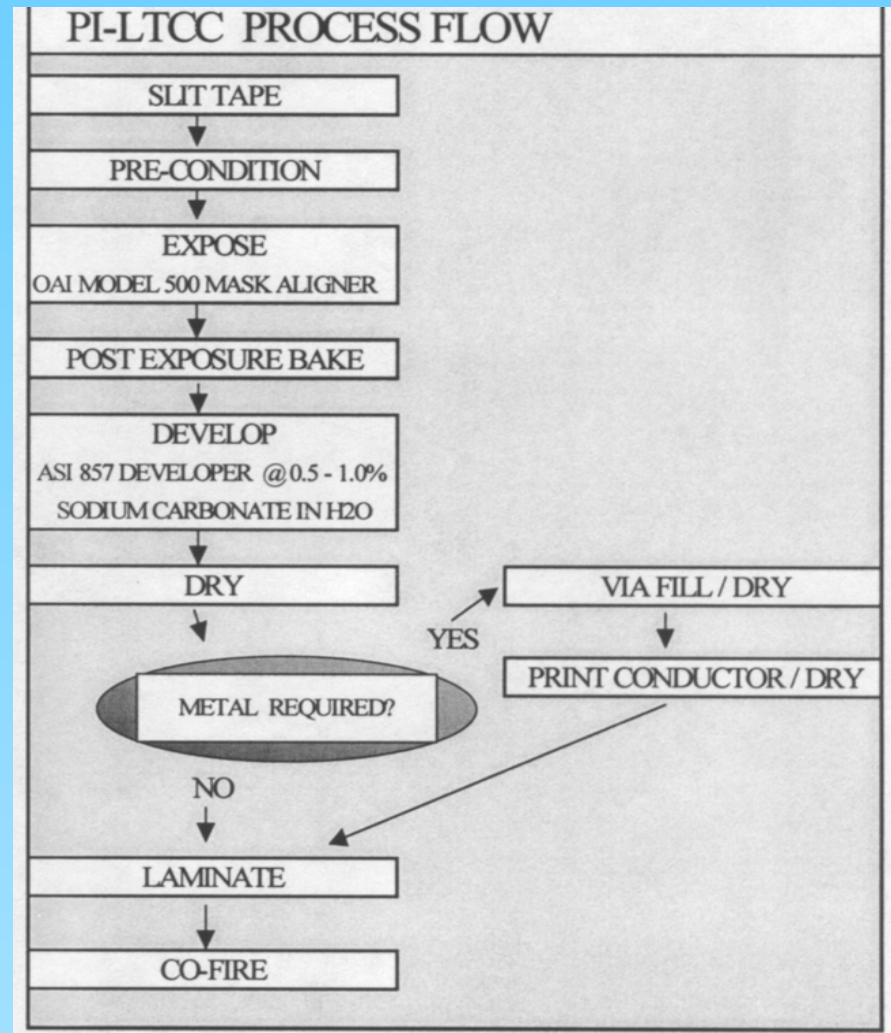 PI-LTCC PROCESS FLOW
SLIT TAPE
PRE-CONDITION
EXPOSE
OAI MODEL 500 MASK ALIGNER
POST EXPOSURE BAKE
DEVELOP
ASI 857 DEVELOPER @ 0.5 - 1.0%
SODIUM CARBONATE IN H2O
DRY
METAL REQUIRED?
YES
VIA FILL / DRY
PRINT CONDUCTOR / DRY
NO
LAMINATE
CO-FIRE